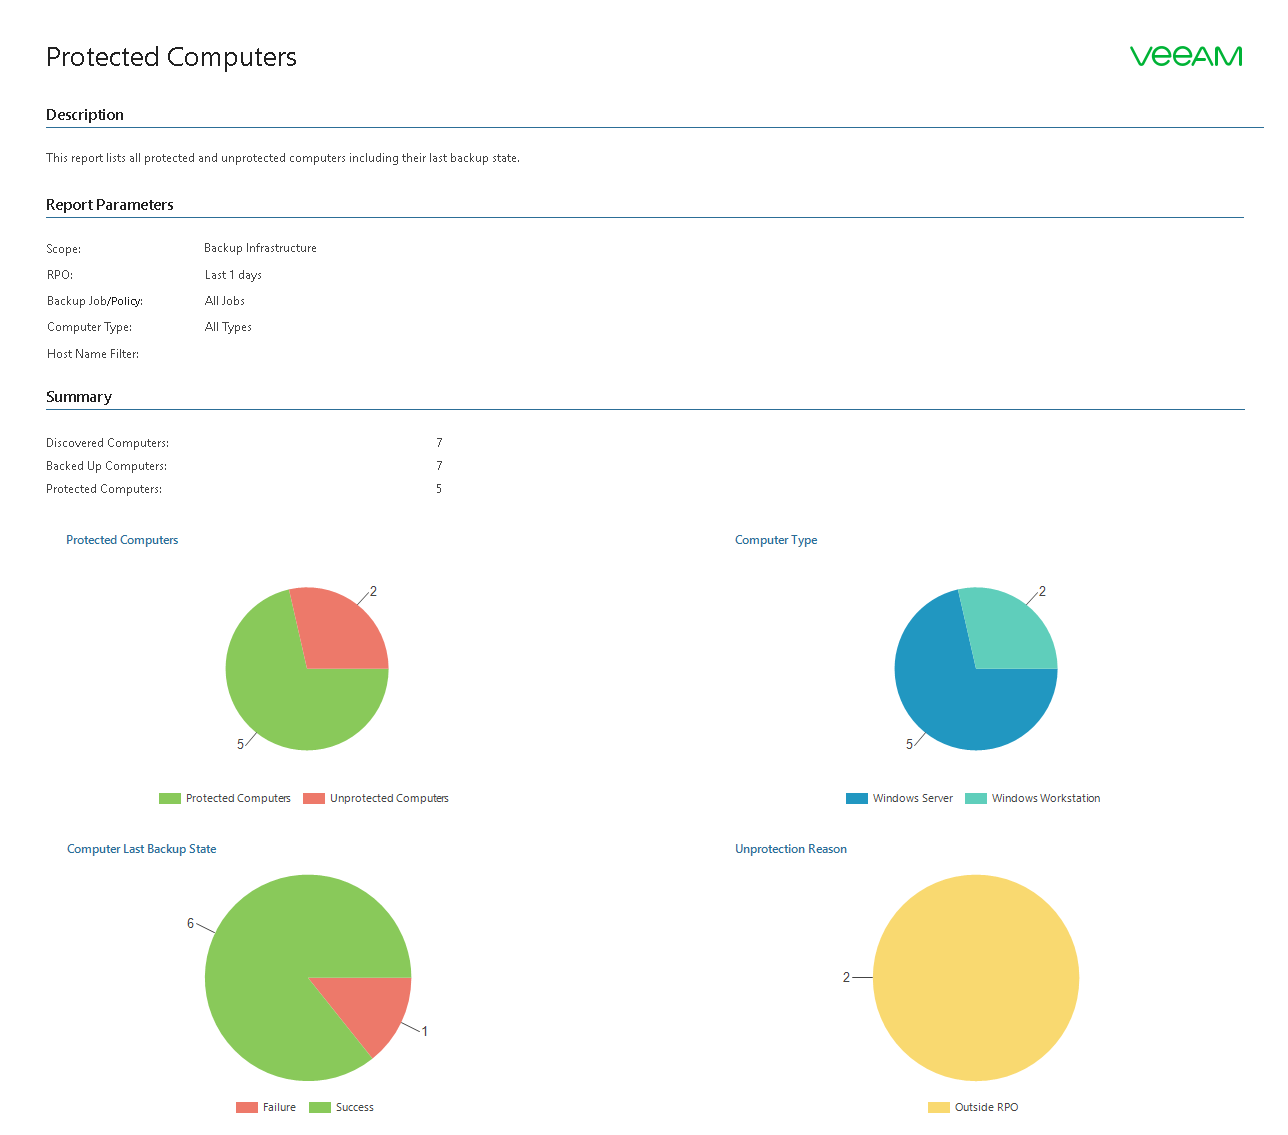 Protected Computers
VEEAM
Description
This report lists all protected and unprotected computers including their last backup state.
Report Parameters
Scope: Backup Infrastructure
RPO: Last 1 days
Backup Job/Policy: All Jobs
Computer Type: All Types
Host Name Filter:
Summary
Discovered Computers: 7
Backed Up Computers: 7
Protected Computers: 5
Protected Computers
2
5
Protected Computers Unprotected Computers
Computer Type
2
5
Windows Server Windows Workstation
Computer Last Backup State
6
1
Failure Success
Unprotection Reason
2
Outside RPO